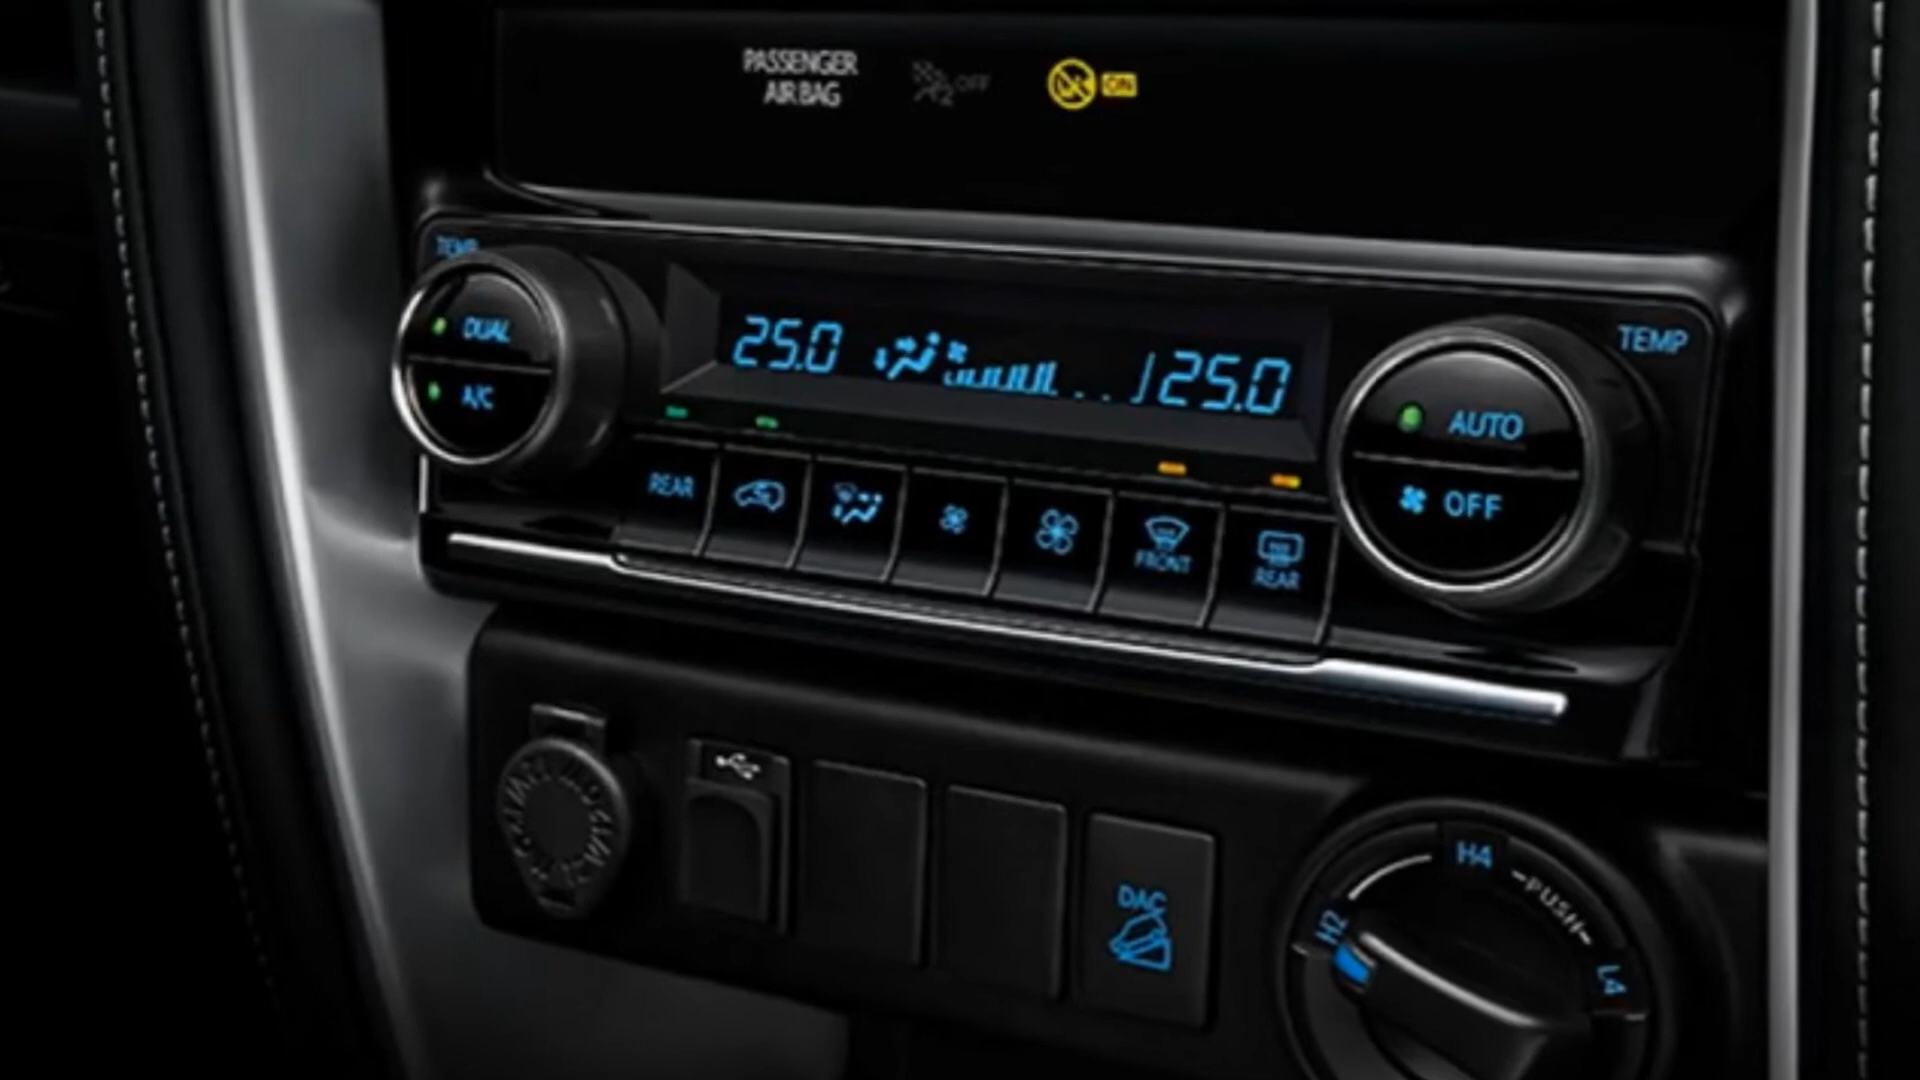 PASSENGER
AIR BAG
OFF
ON
TEMP
DUAL
A/C
25.0
25.0
TEMP
AUTO
OFF
REAR
FRONT
REAR
DAC
H2
H4
-PUSH-
L4